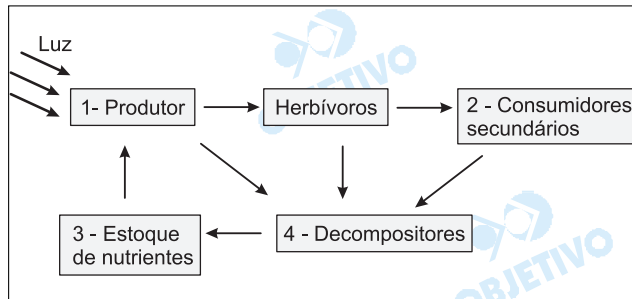 Luz
1- Produtor
Herbívoros
2 - Consumidores
secundários
3 - Estoque
de nutrientes
4 - Decompositores
OBJETIVO
OBJETIVO